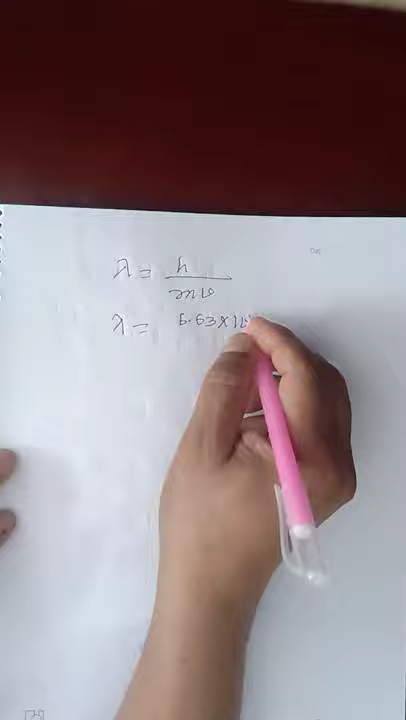 λ = h / mv
λ = 6.63×10